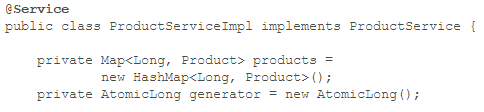 @Service
public class ProductServiceImpl implements ProductService {
private Map<Long, Product> products =
new HashMap<Long, Product>();
private AtomicLong generator = new AtomicLong();